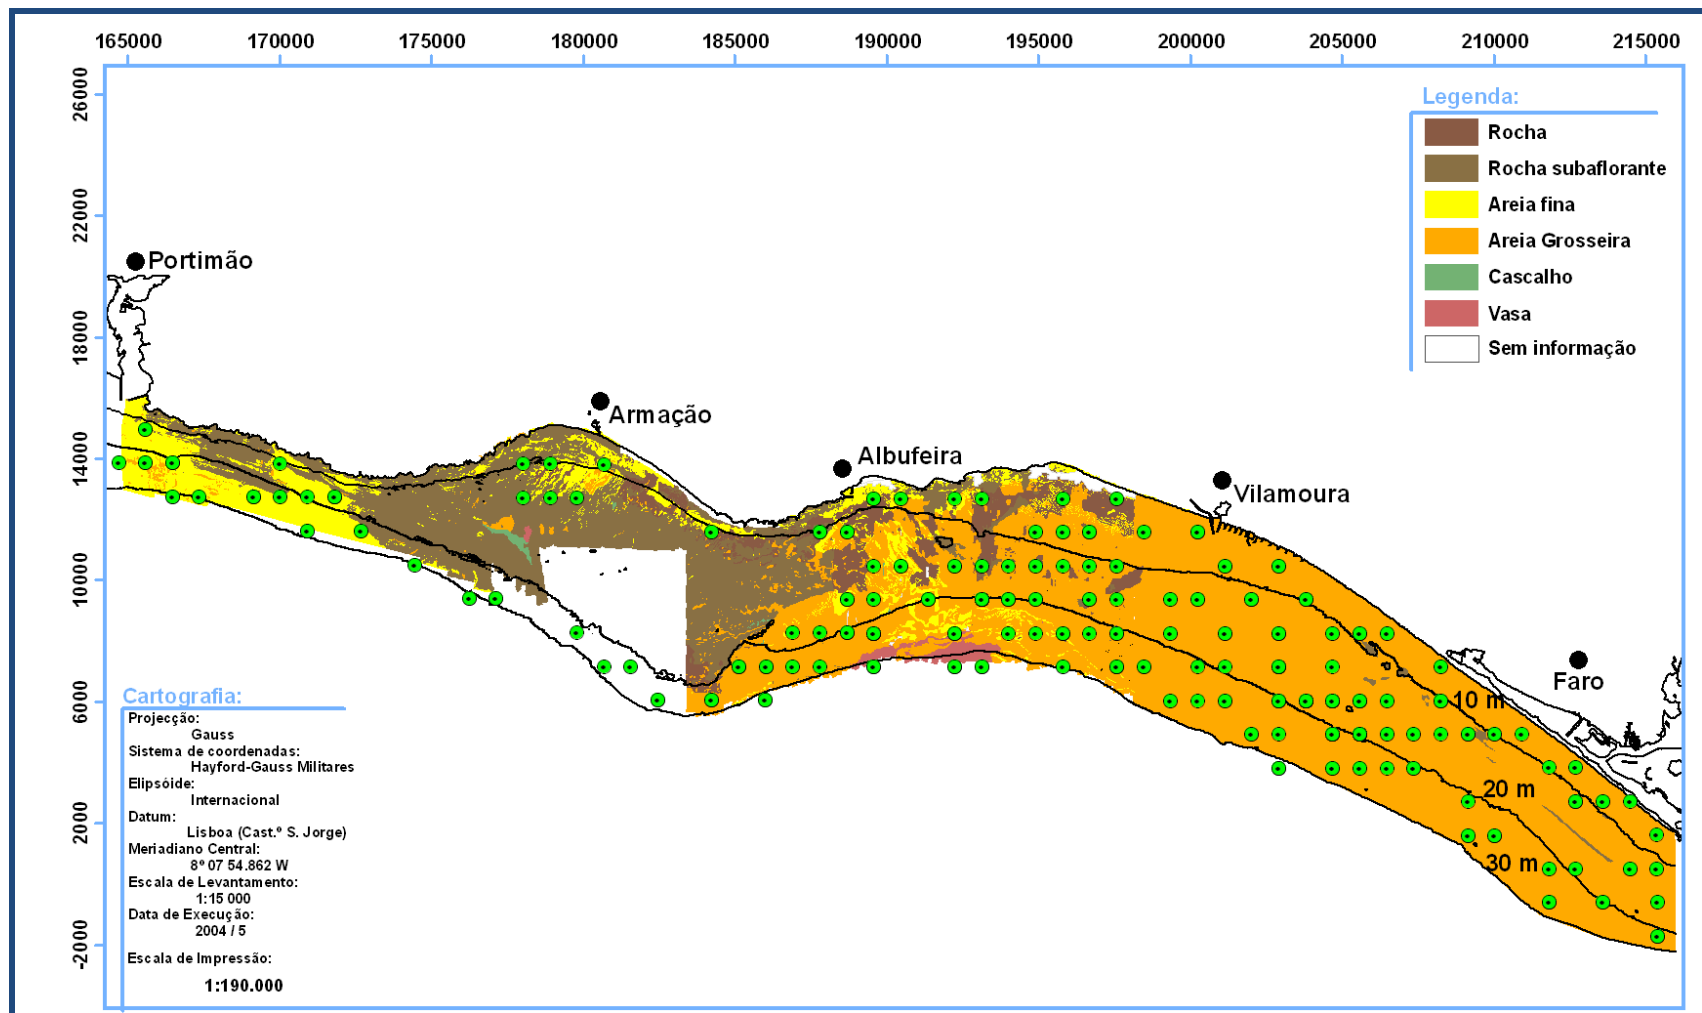 165000 170000 175000 180000 185000 190000 195000 200000 205000 210000 215000
26000
22000
18000
14000
10000
6000
2000
-2000
Legenda:
Rocha
Rocha subaflorante
Areia fina
Areia Grosseira
Cascalho
Vasa
Sem informação
Portimão
Armação
Albufeira
Vilamoura
Faro
10 m
20 m
30 m
Cartografia:
Projecção:
Gauss
Sistema de coordenadas:
Hayford-Gauss Militares
Elipsóide:
Internacional
Datum:
Lisboa (Cast.º S. Jorge)
Meriadiano Central:
8º 07 54.862 W
Escala de Levantamento:
1:15 000
Data de Execução:
2004 / 5
Escala de Impressão:
1:190.000